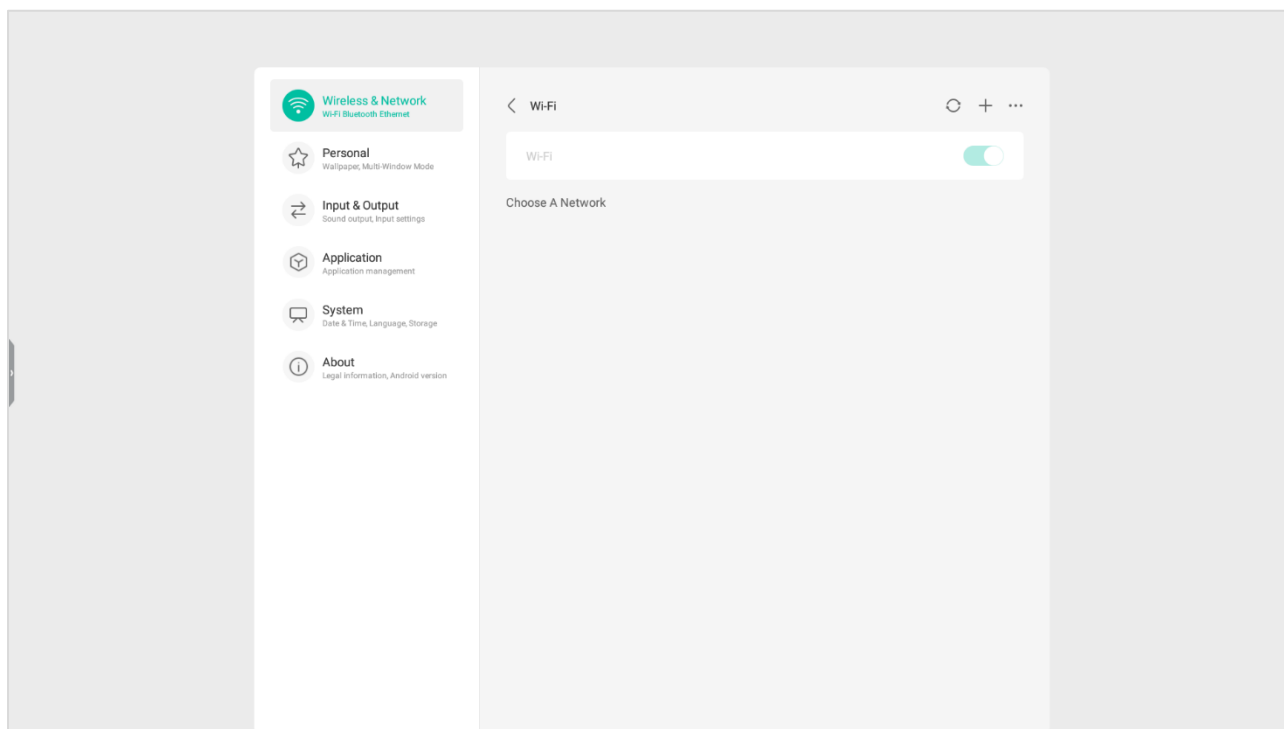 Wireless & Network
Wi-Fi Bluetooth Ethernet
Personal
Wallpaper, Multi-Window Mode
Input & Output
Sound output, Input settings
Application
Application management
System
Date & Time, Language, Storage
About
Legal information, Android version
Wi-Fi
Wi-Fi
Choose A Network